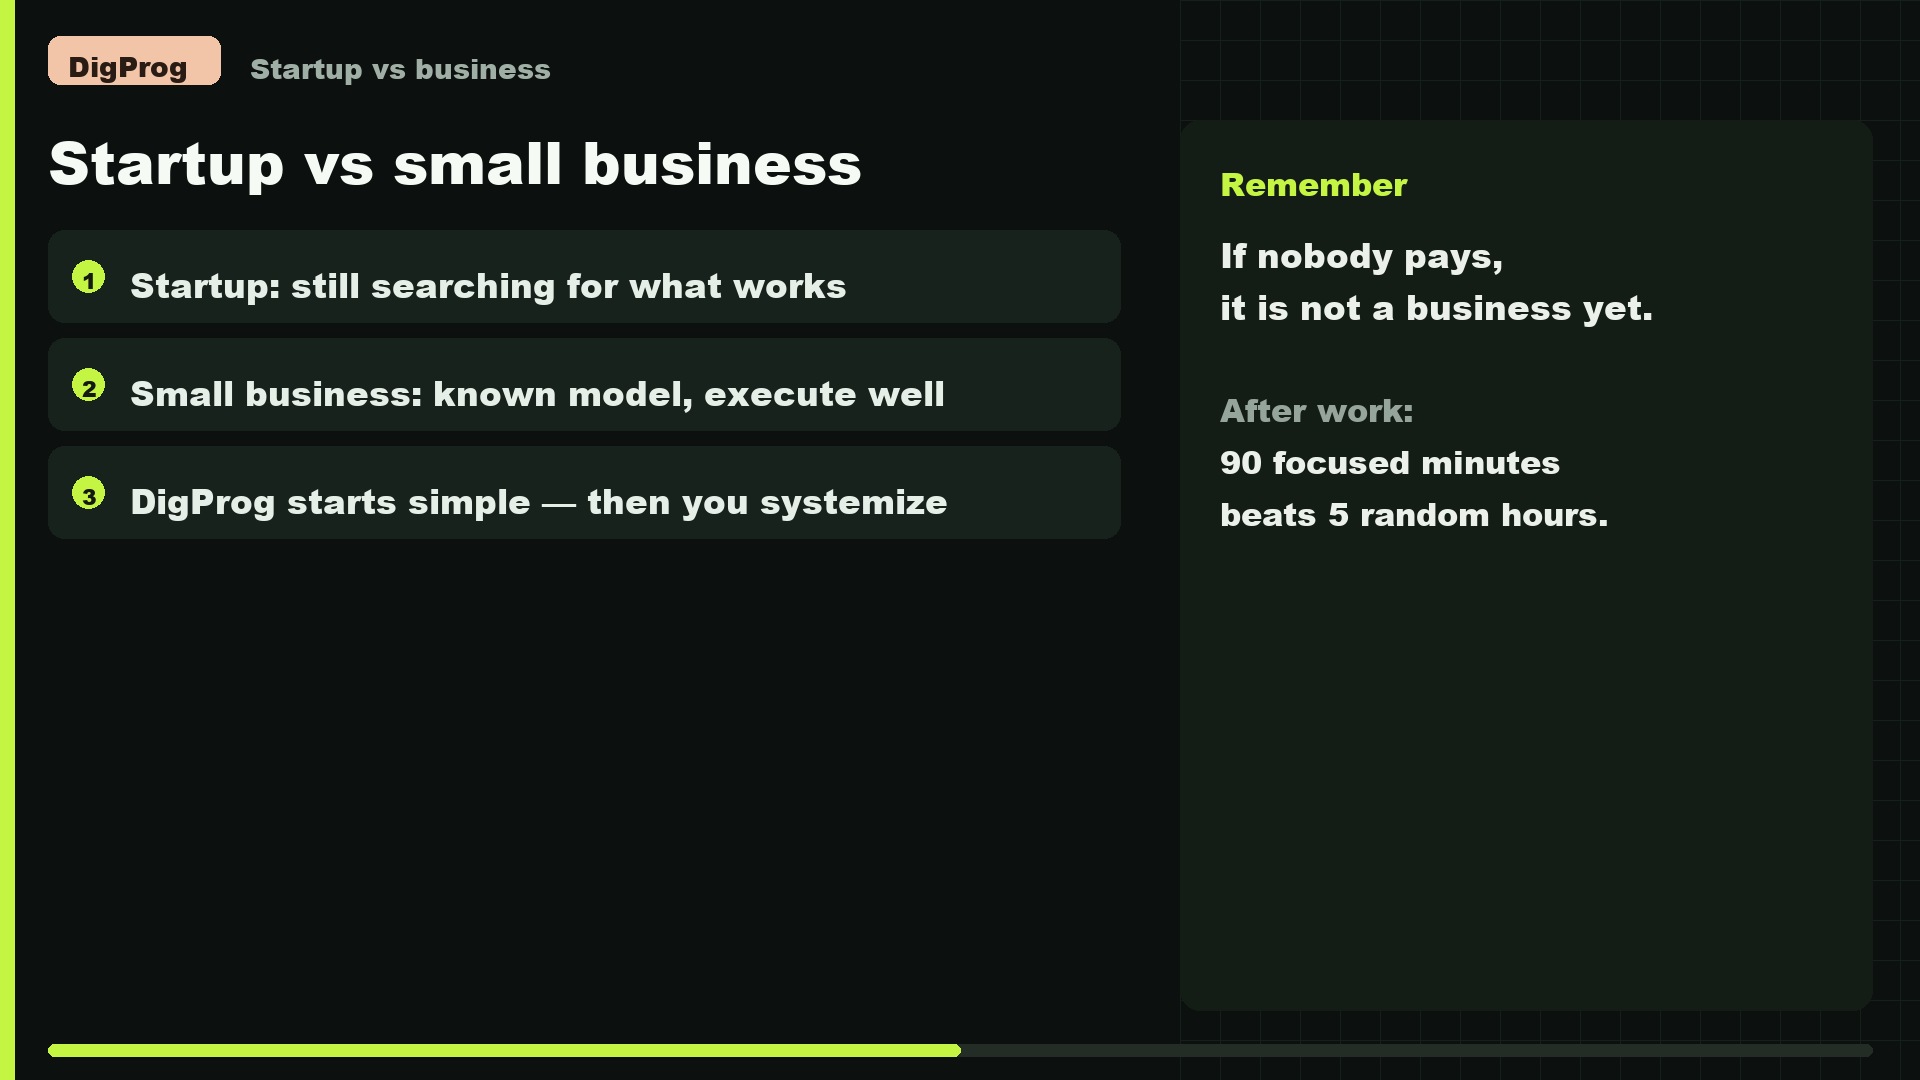 DigProg
Startup vs business
Startup vs small business
1 Startup: still searching for what works
2 Small business: known model, execute well
3 DigProg starts simple — then you systemize
Remember
If nobody pays,
it is not a business yet.
After work:
90 focused minutes
beats 5 random hours.